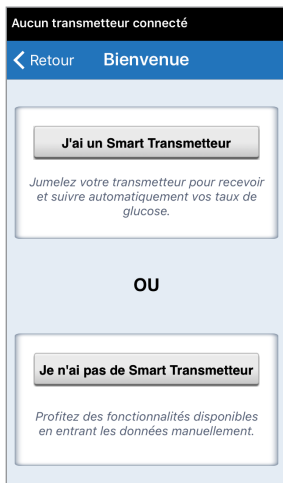 Aucun transmetteur connecté
Retour Bienvenue
J'ai un Smart Transmetteur
Jumelez votre transmetteur pour recevoir
et suivre automatiquement vos taux de
glucose.
OU
Je n'ai pas de Smart Transmetteur
Profitez des fonctionnalités disponibles
en entrant les données manuellement.